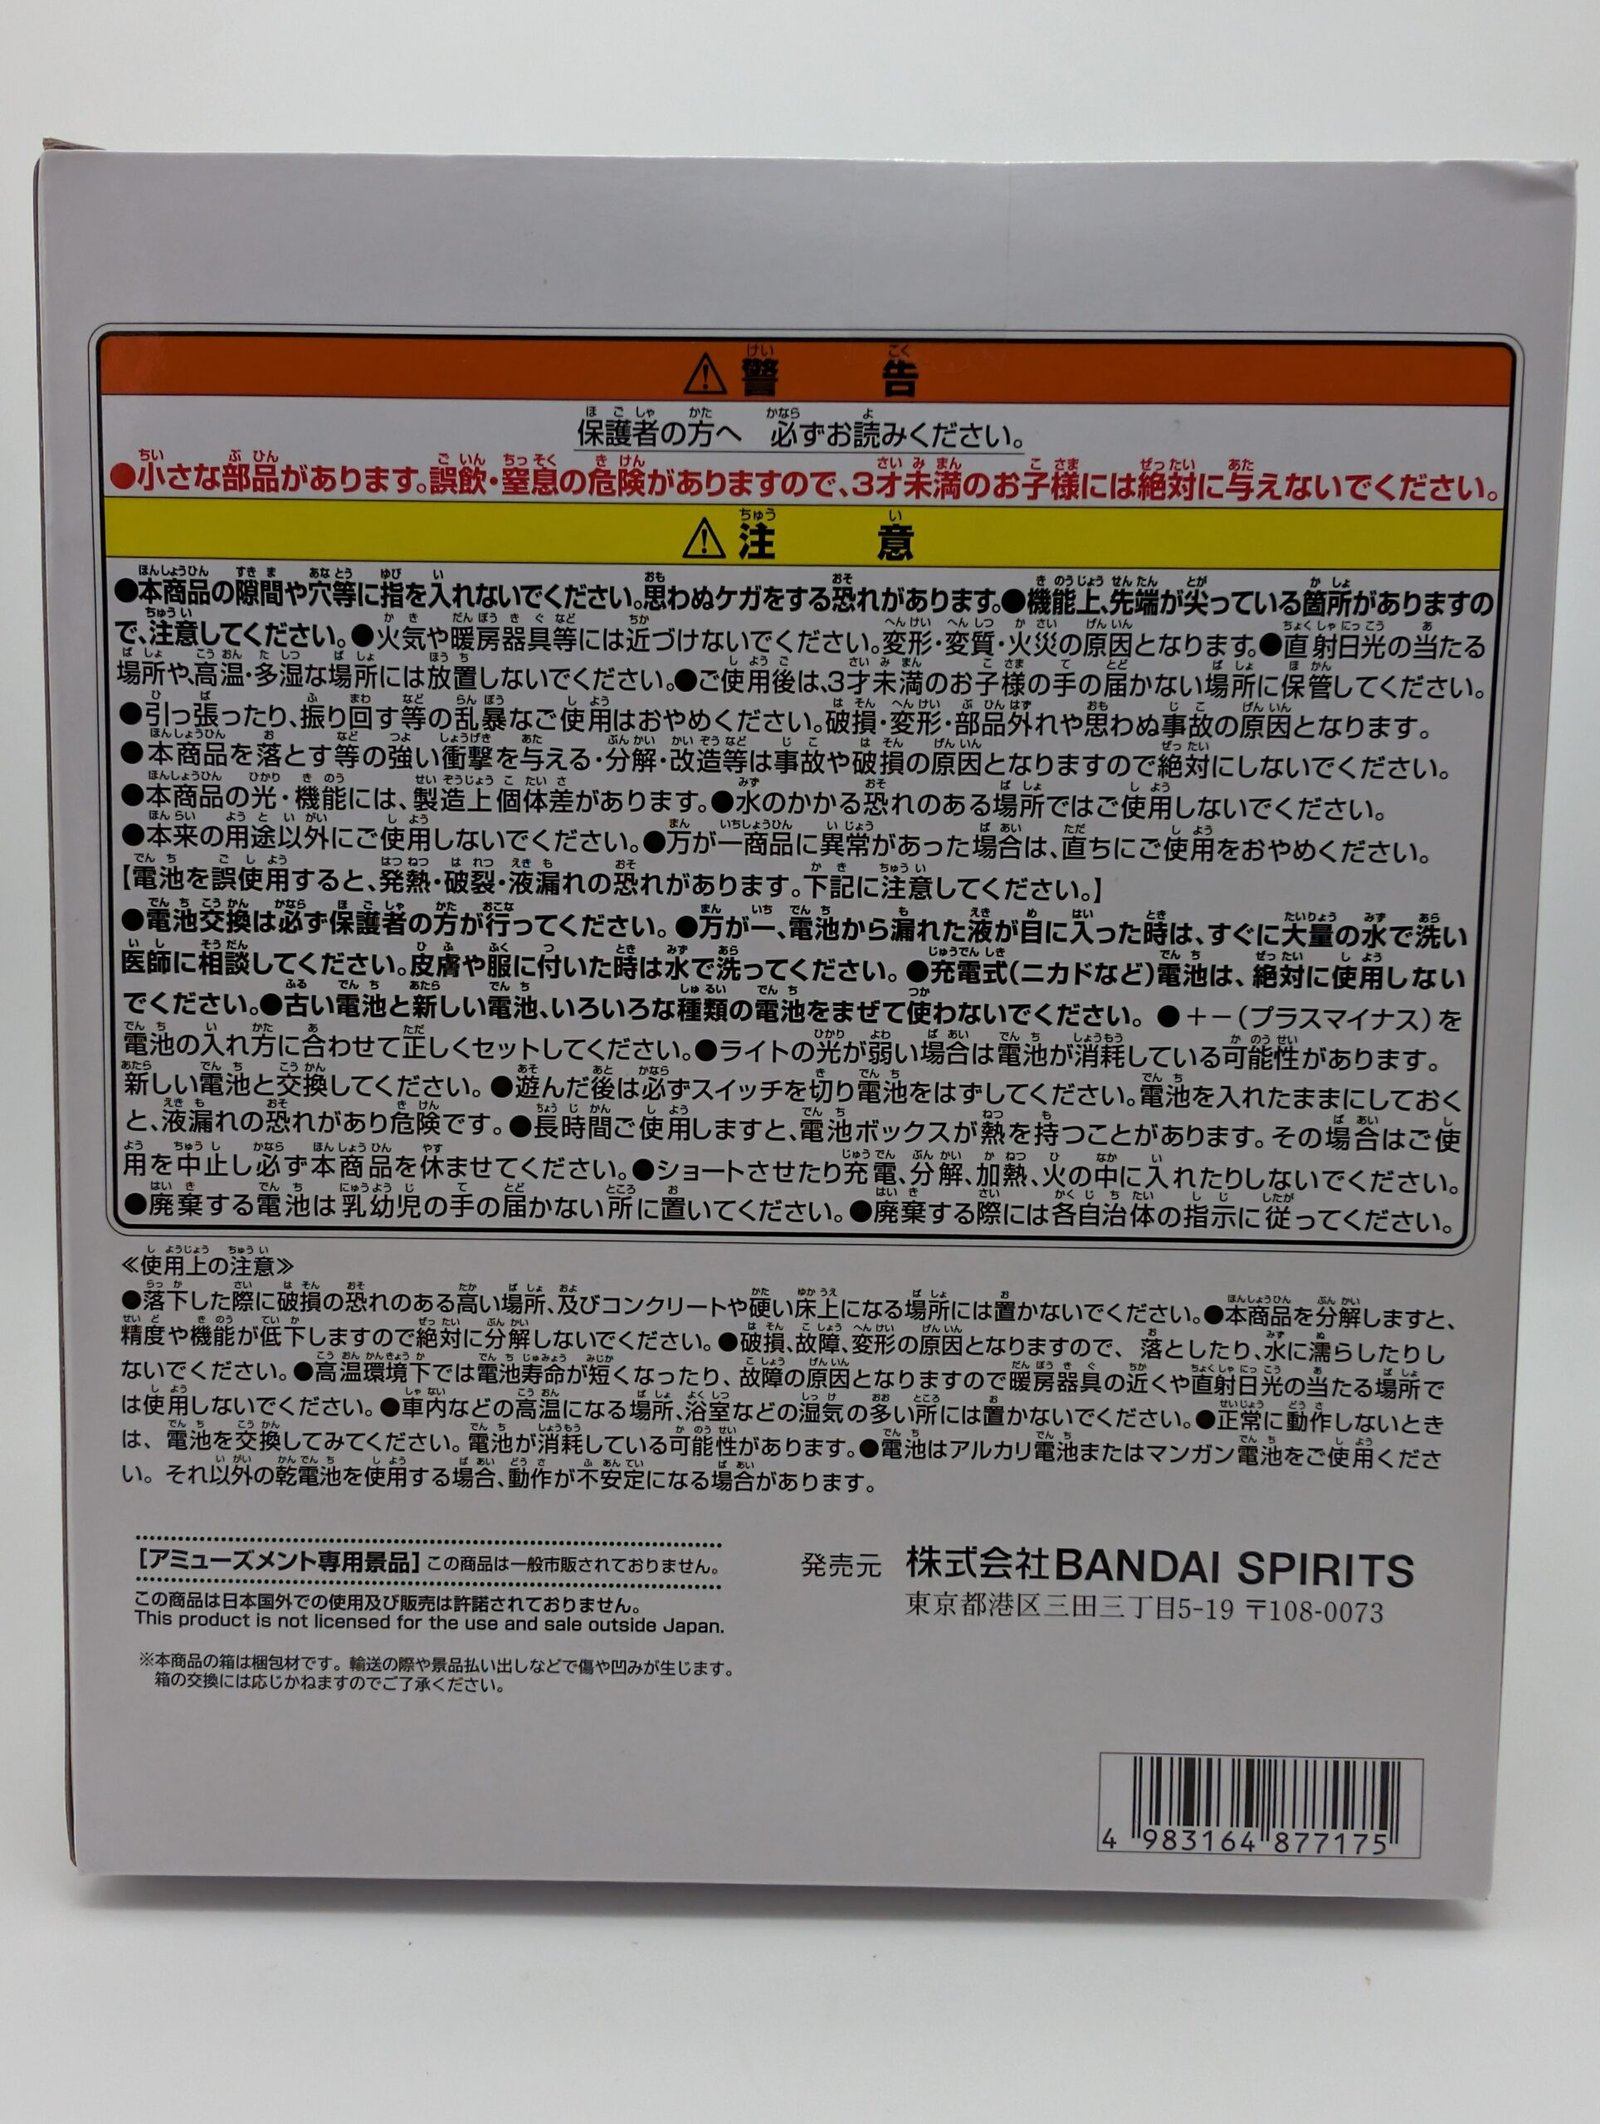 ⚠警告
保護者の方へ 必ずお読みください。
●小さな部品があります。誤飲・窒息の危険がありますので、3才未満のお子様には絶対に与えないでください。
⚠注意
●本商品の隙間や穴等に指を入れないでください。思わぬケガをする恐れがあります。●機能上、先端が尖っている箇所がありますの
で、注意してください。●火気や暖房器具等には近づけないでください。変形・変質・火災の原因となります。●直射日光の当たる
場所や、高温・多湿な場所には放置しないでください。●ご使用後は、3才未満のお子様の手の届かない場所に保管してください。
●引っ張ったり、振り回す等の乱暴なご使用はおやめください。破損・変形・部品外れや思わぬ事故の原因となります。
●本商品を落とす等の強い衝撃を与える・分解・改造等は事故や破損の原因となりますので絶対にしないでください。
●本商品の光・機能には、製造上個体差があります。●水のかかる恐れのある場所ではご使用しないでください。
●本来の用途以外にご使用しないでください。●万が一商品に異常があった場合は、直ちにご使用をおやめください。
【電池を誤使用すると、発熱・破裂・液漏れの恐れがあります。下記に注意してください。】
●電池交換は必ず保護者の方が行ってください。●万が一、電池から漏れた液が目に入った時は、すぐに大量の水で洗い
医師に相談してください。皮膚や服に付いた時は水で洗ってください。●充電式(ニカドなど)電池は、絶対に使用しない
でください。●古い電池と新しい電池、いろいろな種類の電池をまぜて使わないでください。●+−(プラスマイナス)を
電池の入れ方に合わせて正しくセットしてください。●ライトの光が弱い場合は電池が消耗している可能性があります。
新しい電池と交換してください。●遊んだ後は必ずスイッチを切り電池をはずしてください。電池を入れたままにしておく
と、液漏れの恐れがあり危険です。●長時間ご使用しますと、電池ボックスが熱を持つことがあります。その場合はご使
用を中止し必ず本商品を休ませてください。●ショートさせたり充電、分解、加熱、火の中に入れたりしないでください。
●廃棄する電池は乳幼児の手の届かない所に置いてください。●廃棄する際には各自治体の指示に従ってください。
≪使用上の注意≫
●落下した際に破損の恐れのある高い場所、及びコンクリートや硬い床上になる場所には置かないでください。●本商品を分解しますと、
精度や機能が低下しますので絶対に分解しないでください。●破損、故障、変形の原因となりますので、落としたり、水に濡らしたりし
ないでください。●高温環境下では電池寿命が短くなったり、故障の原因となりますので暖房器具の近くや直射日光の当たる場所で
は使用しないでください。●車内などの高温になる場所、浴室などの湿気の多い所には置かないでください。●正常に動作しないとき
は、電池を交換してみてください。電池が消耗している可能性があります。●電池はアルカリ電池またはマンガン電池をご使用くださ
い。それ以外の乾電池を使用する場合、動作が不安定になる場合があります。
[アミューズメント専用景品] この商品は一般市販されておりません。
この商品は日本国外での使用及び販売は許諾されておりません。
This product is not licensed for the use and sale outside Japan.
※本商品の箱は梱包材です。輸送の際や景品払い出しなどで傷や凹みが生じます。
箱の交換には応じかねますのでご了承ください。
発売元 株式会社BANDAI SPIRITS
東京都港区三田三丁目5-19 〒108-0073
4 983164 877175